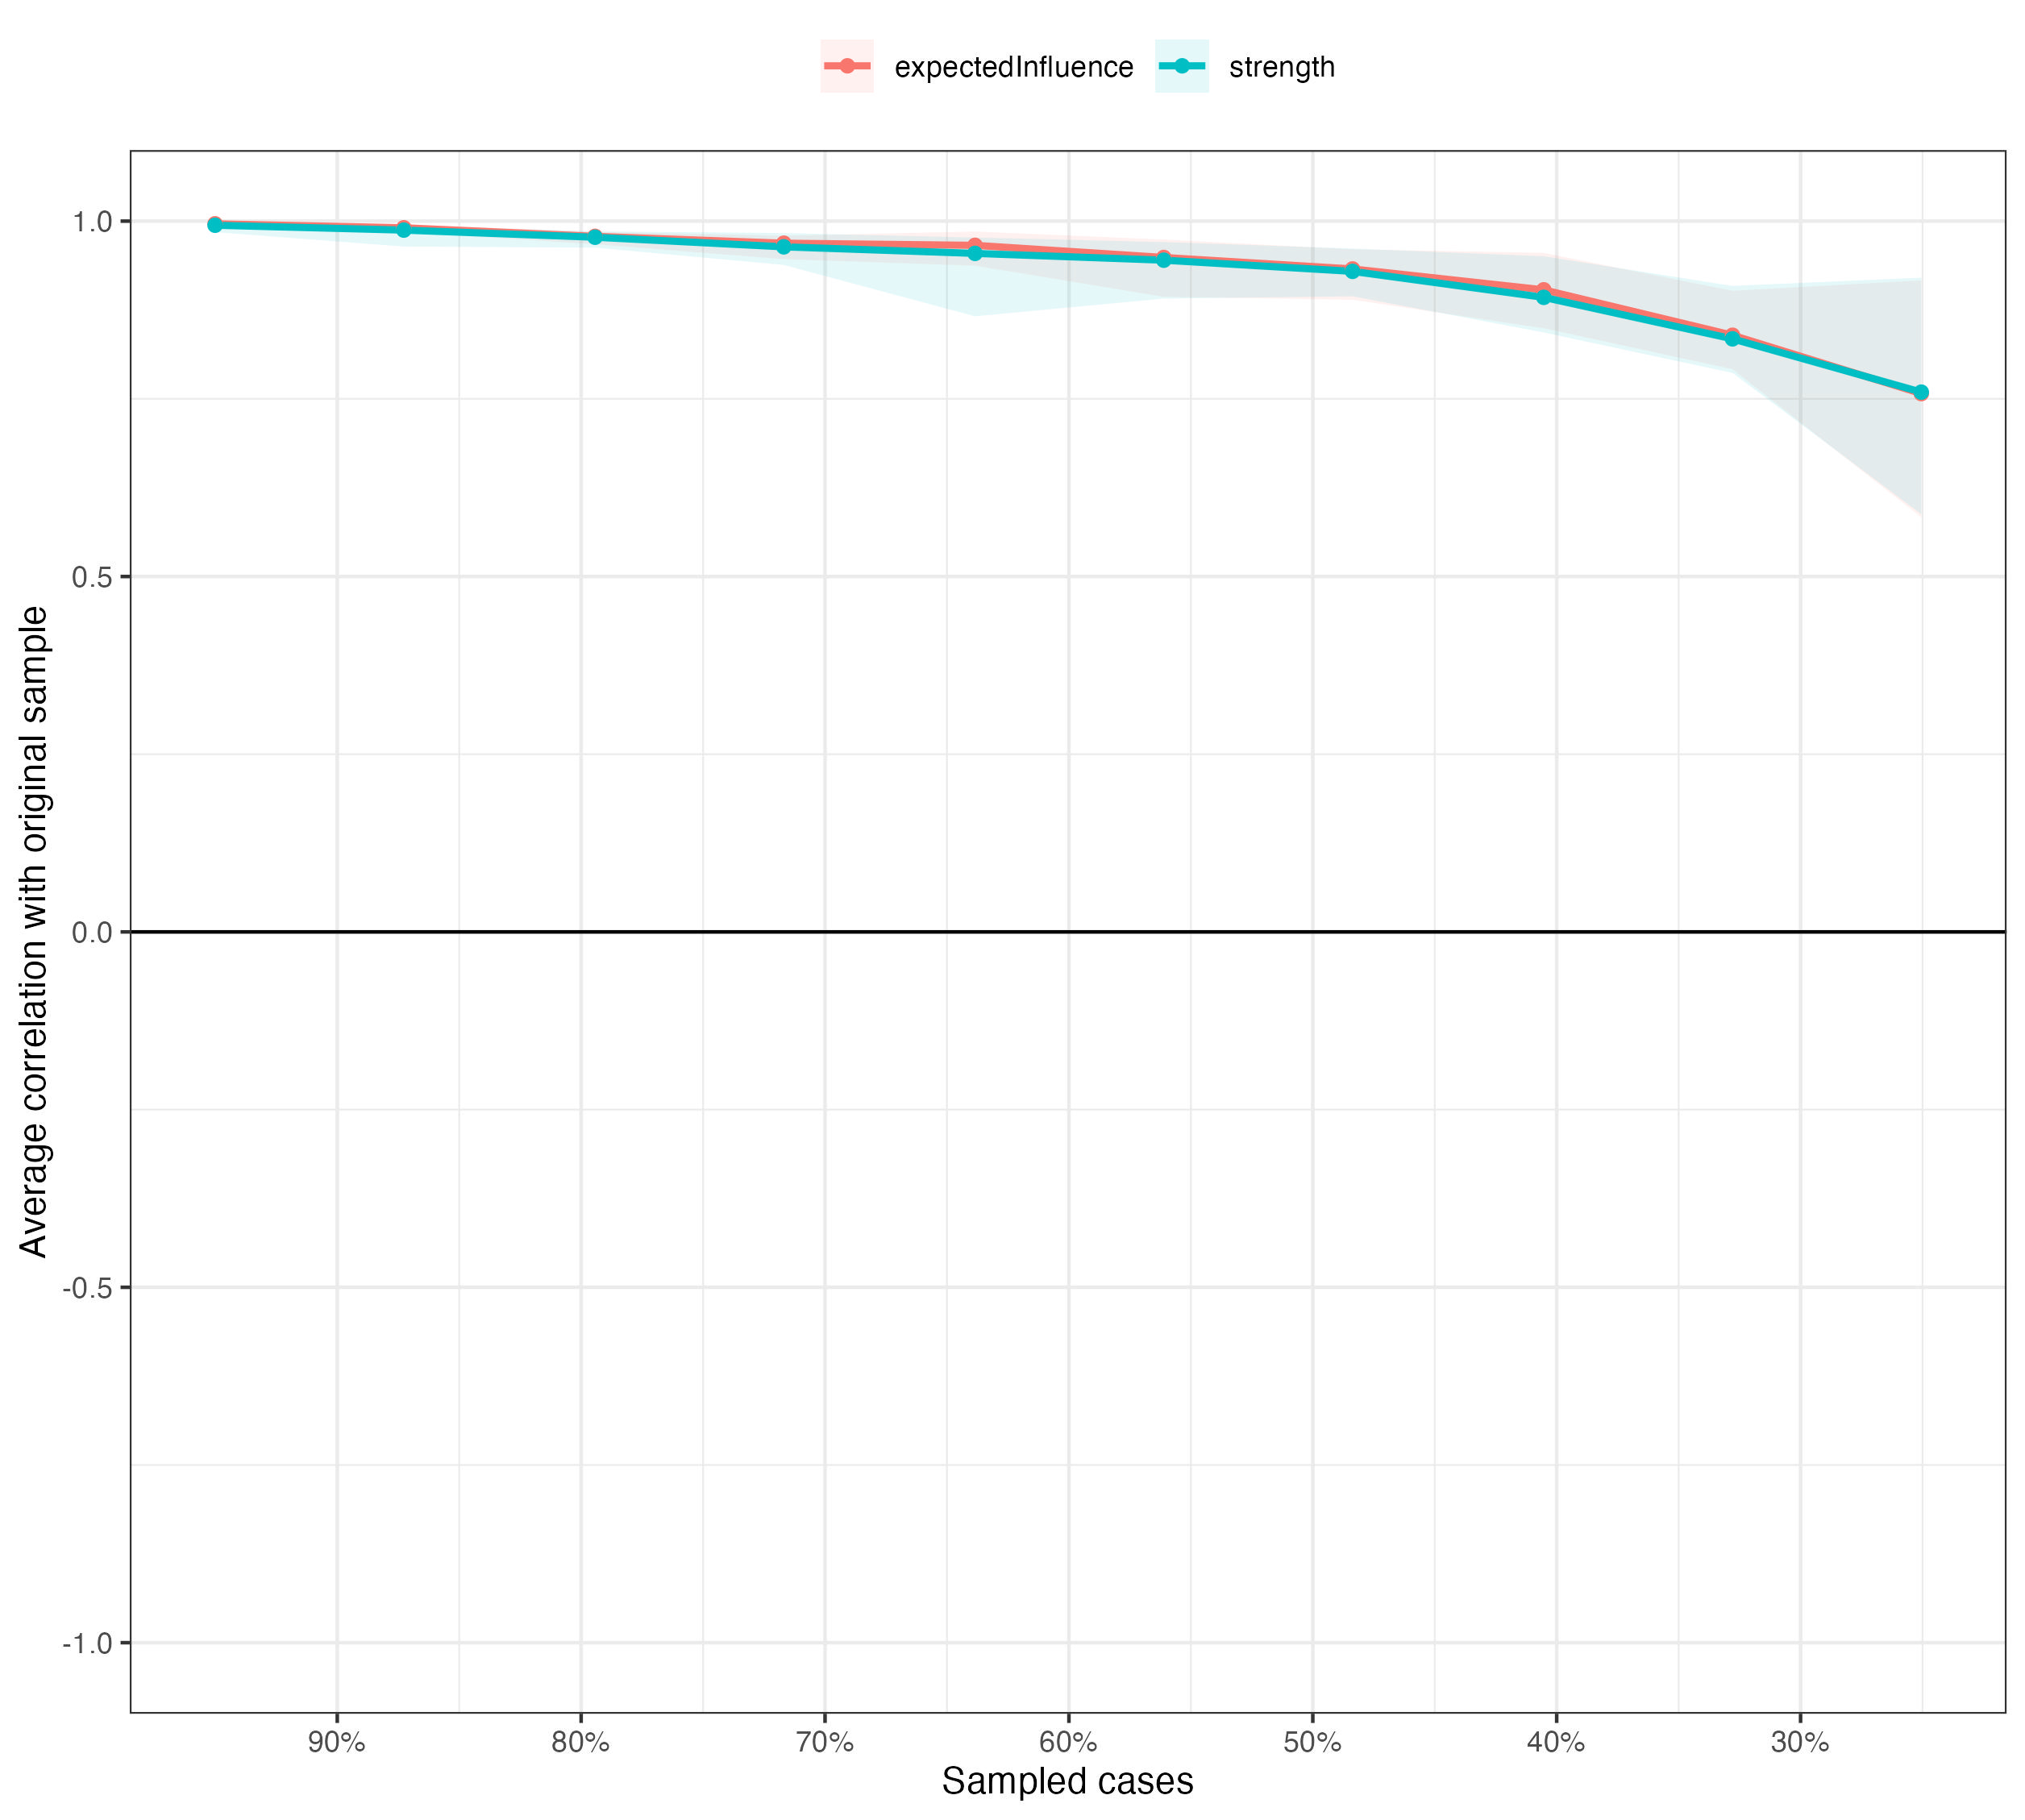 expectedInfluence strength
1.0
0.5
0.0
-0.5
-1.0
Average correlation with original sample
90% 80% 70% 60% 50% 40% 30%
Sampled cases